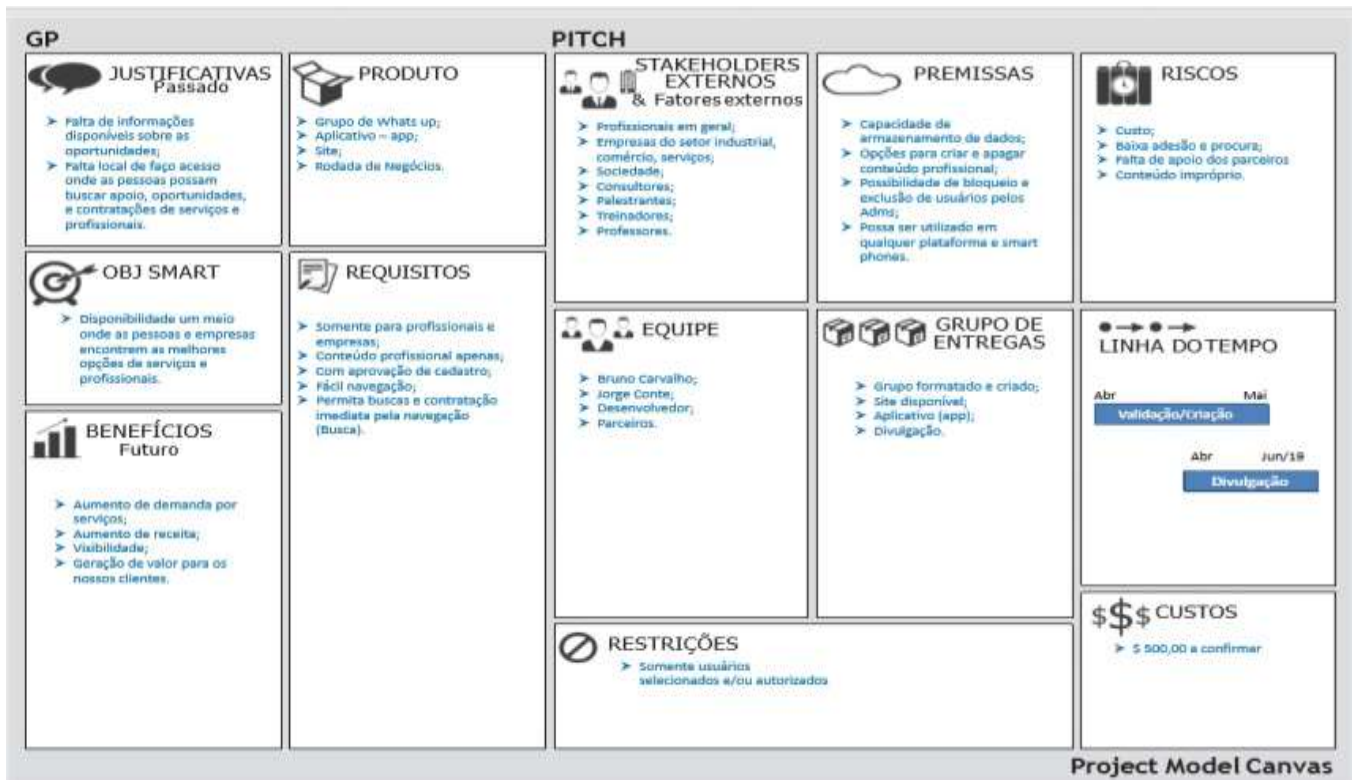 GP
PITCH
JUSTIFICATIVAS
Passado
➢ Falta de informações
disponíveis sobre as
oportunidades;
➢ Falta local de faço acesso
onde as pessoas possam
buscar apoio, oportunidades,
e contratações de serviços e
profissionais.
OBJ SMART
➢ Disponibilidade um meio
onde as pessoas e empresas
encontrem as melhores
opções de serviços e
profissionais.
BENEFÍCIOS
Futuro
➢ Aumento de demanda por
serviços;
➢ Aumento de receita;
➢ Visibilidade;
➢ Geração de valor para os
nossos clientes.
PRODUTO
➢ Grupo de Whats up;
➢ Aplicativo – app;
➢ Site;
➢ Rodada de Negócios.
REQUISITOS
➢ Somente para profissionais e
empresas;
➢ Conteúdo profissional apenas;
➢ Com aprovação de cadastro;
➢ Fácil navegação;
➢ Permita buscas e contratação
imediata pela navegação
(Busca).
STAKEHOLDERS
EXTERNOS
& Fatores externos
➢ Profissionais em geral;
➢ Empresas do setor industrial,
comércio, serviços;
➢ Sociedade;
➢ Consultores;
➢ Palestrantes;
➢ Treinadores;
➢ Professores.
EQUIPE
➢ Bruno Carvalho;
➢ Jorge Conte;
➢ Desenvolvedor;
➢ Parceiros.
PREMISSAS
➢ Capacidade de
armazenamento de dados;
➢ Opções para criar e apagar
conteúdo profissional;
➢ Possibilidade de bloqueio e
exclusão de usuários pelos
Adms;
➢ Possa ser utilizado em
qualquer plataforma e smart
phones.
GRUPO DE
ENTREGAS
➢ Grupo formatado e criado;
➢ Site disponível;
➢ Aplicativo (app);
➢ Divulgação.
RESTRIÇÕES
➢ Somente usuários
selecionados e/ou autorizados
RISCOS
➢ Custo;
➢ Baixa adesão e procura;
➢ Falta de apoio dos parceiros
➢ Conteúdo impróprio.
LINHA DO TEMPO
Abr Mai
Validação/Criação
Abr Jun/19
Divulgação
$$$ CUSTOS
➢ $ 500,00 a confirmar
Project Model Canvas